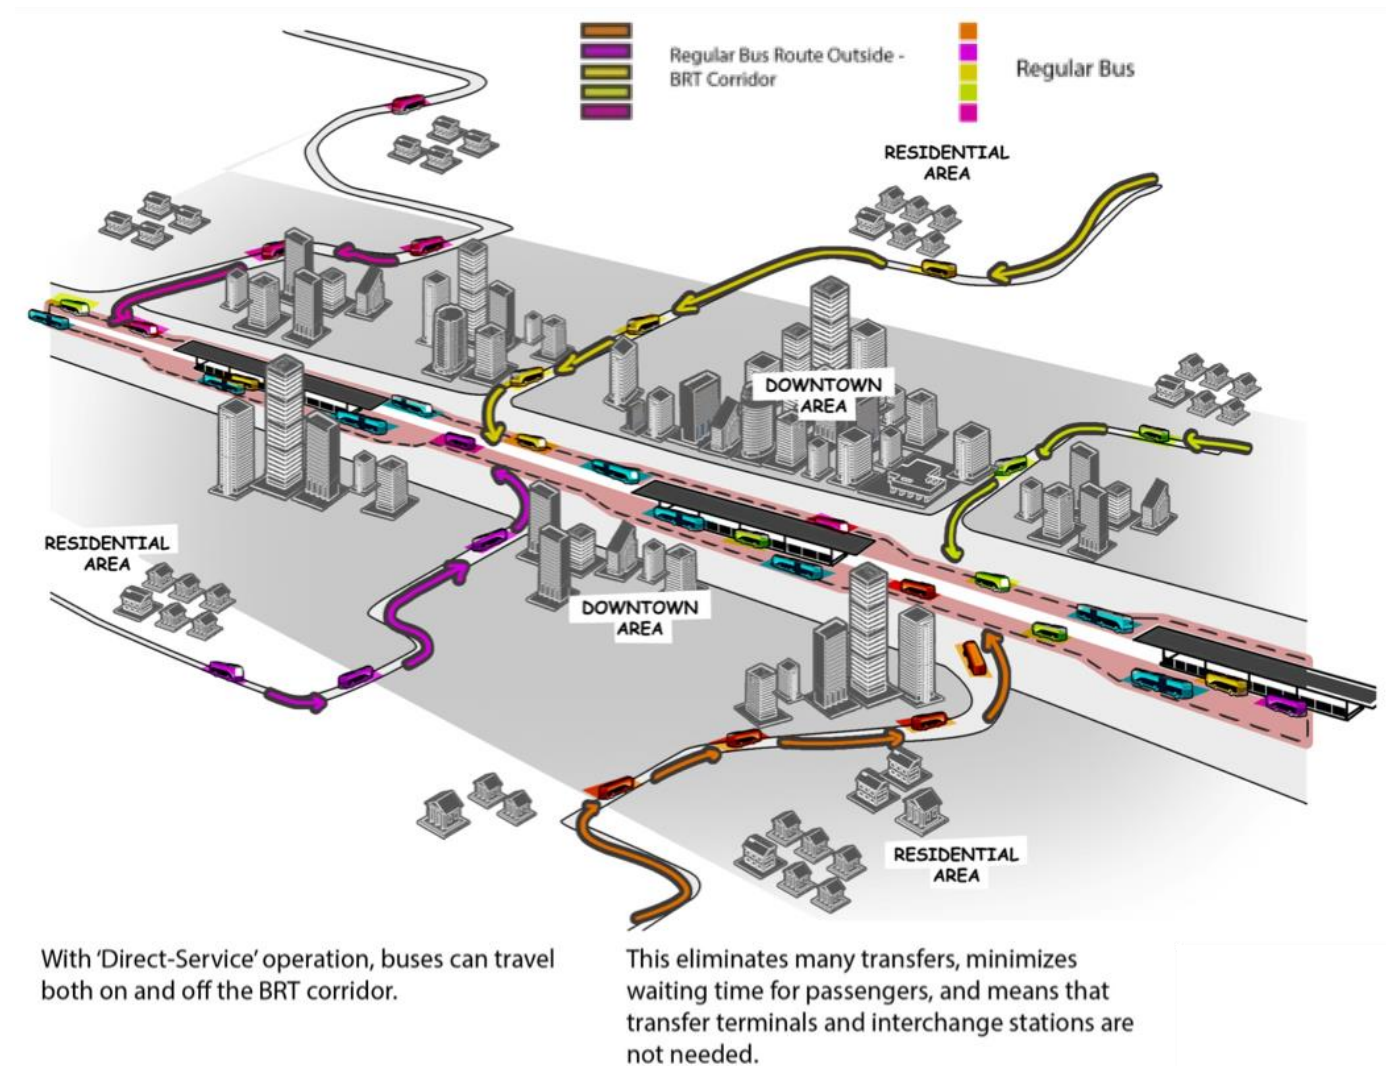 Regular Bus Route Outside -
BRT Corridor
Regular Bus
RESIDENTIAL
AREA
DOWNTOWN
AREA
RESIDENTIAL
AREA
DOWNTOWN
AREA
RESIDENTIAL
AREA
With ‘Direct-Service’ operation, buses can travel
both on and off the BRT corridor.
This eliminates many transfers, minimizes
waiting time for passengers, and means that
transfer terminals and interchange stations are
not needed.